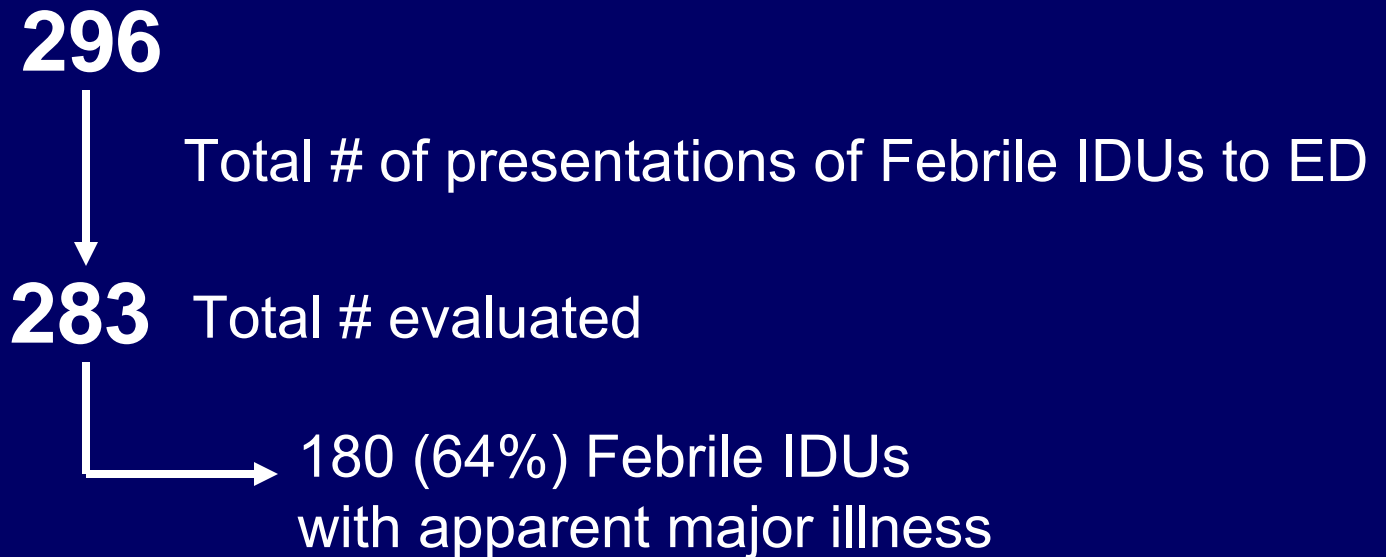 296
Total # of presentations of Febrile IDUs to ED
283 Total # evaluated
180 (64%) Febrile IDUs
with apparent major illness